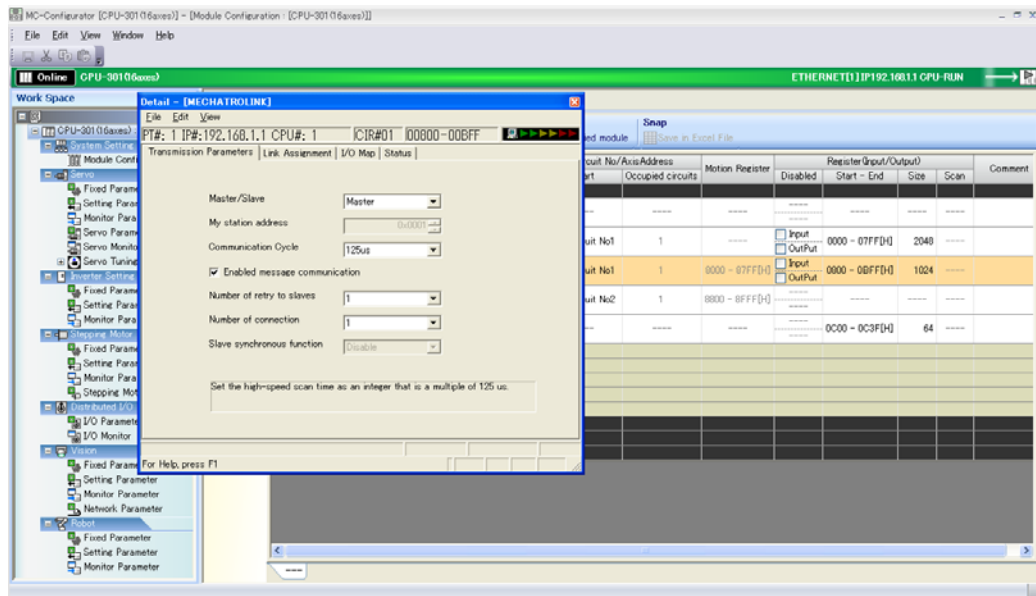 MC-Configurator [CPU-301(16axes)] - [Module Configuration : [CPU-301(16axes)]]
File Edit View Window Help
Online CPU-301(16axes) ETHERNET[1] IP192.168.1.1 CPU-RUN
Work Space
CPU-301(16axes) :
System Setting
Module Conf
Servo
Fixed Parame
Setting Parar
Monitor Para
Servo Param
Servo Monito
Servo Tuning
Inverter Setting
Fixed Parame
Setting Parar
Monitor Para
Stepping Motor
Fixed Parame
Setting Parar
Monitor Para
Stepping Mot
Distributed I/O
I/O Paramete
I/O Monitor
Vision
Fixed Parame
Setting Parameter
Monitor Parameter
Network Parameter
Robot
Fixed Parameter
Setting Parameter
Monitor Parameter
Detail - [MECHATROLINK]
File Edit View
PT#: 1 IP#:192.168.1.1 CPU#: 1 CIR#01 00800-00BFF
Transmission Parameters Link Assignment I/O Map Status
Master/Slave Master
My station address 0x0001
Communication Cycle 125us
Enabled message communication
Number of retry to slaves 1
Number of connection 1
Slave synchronous function Disable
Set the high-speed scan time as an integer that is a multiple of 125 us.
For Help, press F1
Snap
ed module Save in Excel File
rcuit No/AxisAddress Motion Register Register(Input/Output) Comment
art Occupied circuits Disabled Start - End Size Scan
---- ---- ---- ---- ---- ---- ----
uit No1 1 ---- Input OutPut 0000 - 07FF[H] 2048 ----
uit No1 1 8000 - 87FF[H] Input OutPut 0800 - 0BFF[H] 1024 ----
uit No2 1 8800 - 8FFF[H] ---- ---- ---- ----
---- ---- ---- ---- 0C00 - 0C3F[H] 64 ----